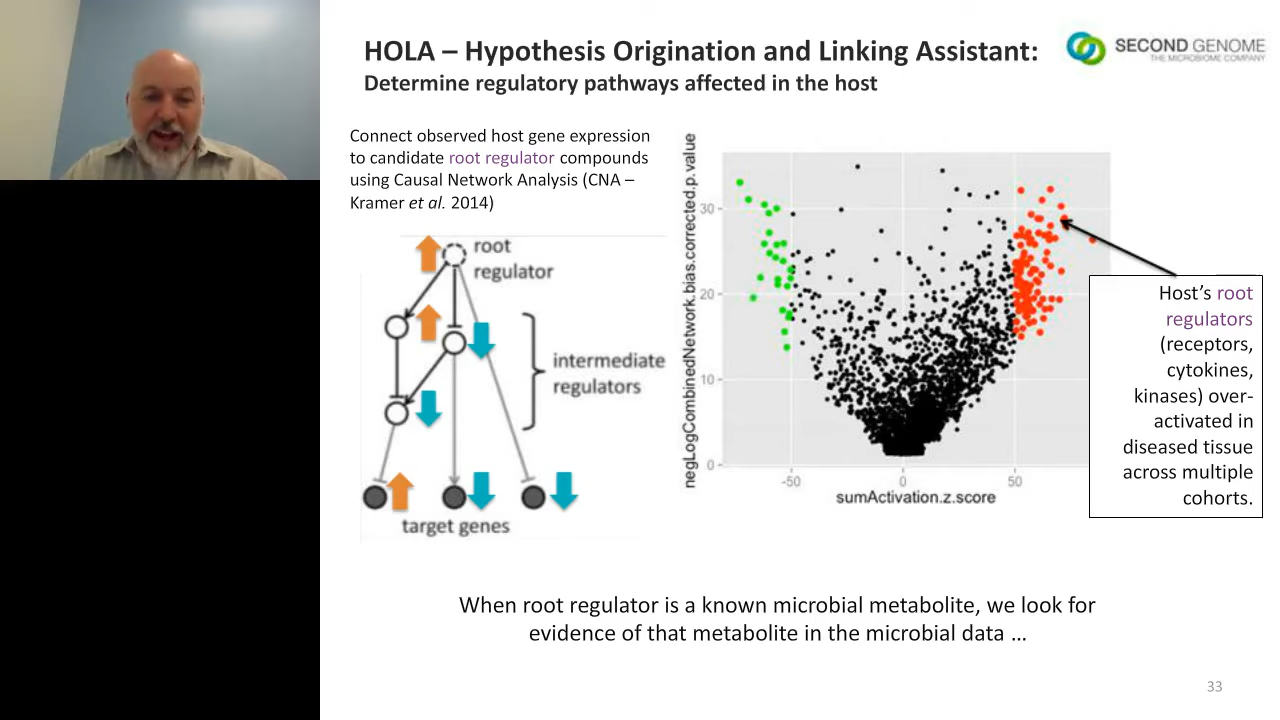 HOLA – Hypothesis Origination and Linking Assistant:
Determine regulatory pathways affected in the host
SECOND GENOME
THE MICROBIOME COMPANY
Connect observed host gene expression
to candidate root regulator compounds
using Causal Network Analysis (CNA –
Kramer et al. 2014)
root
regulator
intermediate
regulators
target genes
negLogCombinedNetwork.bias.corrected.p.value
30
20
10
0
-50
0
50
sumActivation.z.score
Host's root
regulators
(receptors,
cytokines,
kinases) over-
activated in
diseased tissue
across multiple
cohorts.
When root regulator is a known microbial metabolite, we look for
evidence of that metabolite in the microbial data …
33